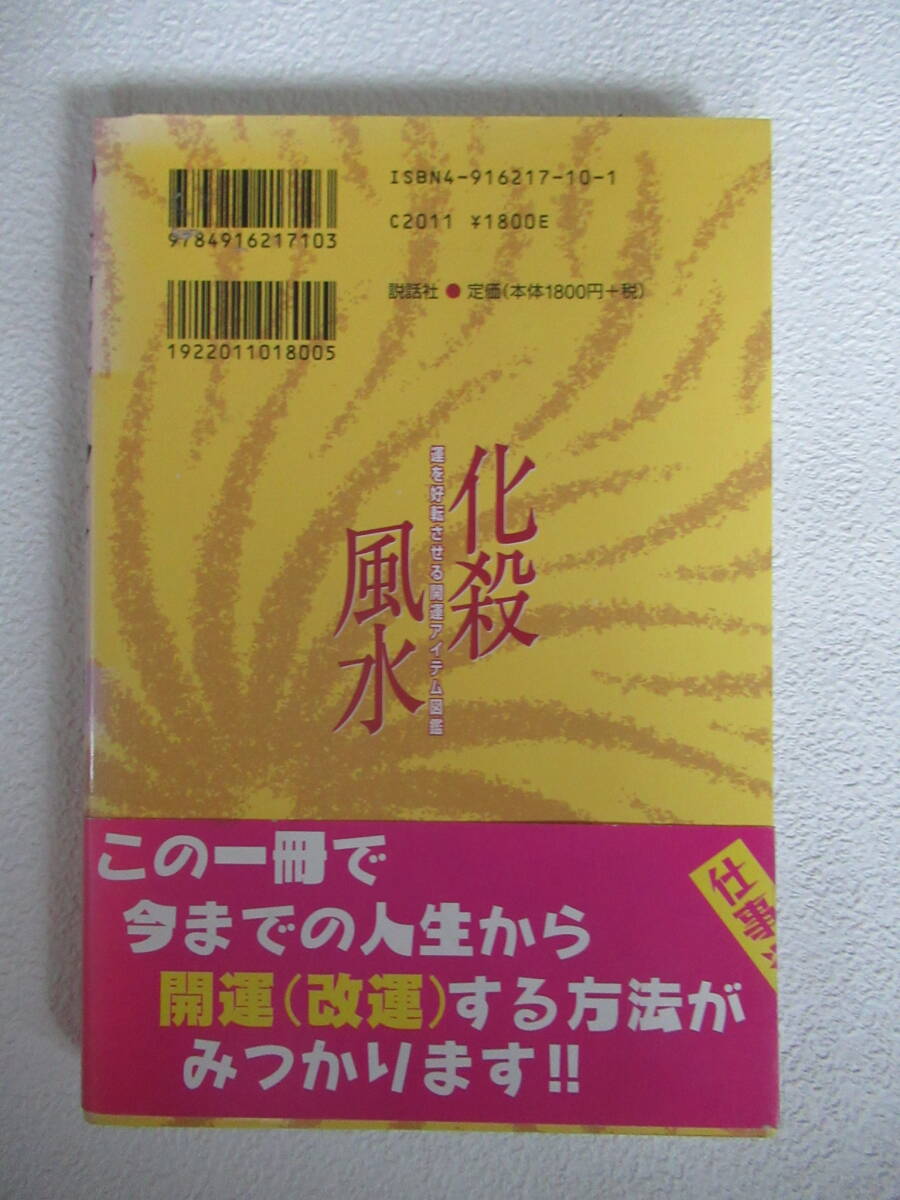 9784916217103
ISBN4-916217-10-1
C2011 ¥1800E
1922011018005
説話社 ● 定価(本体1800円+税)
化殺
運を好転させる開運アイテム図鑑
風水
この一冊で
今までの人生から
開運(改運)する方法が
みつかります!!
仕事